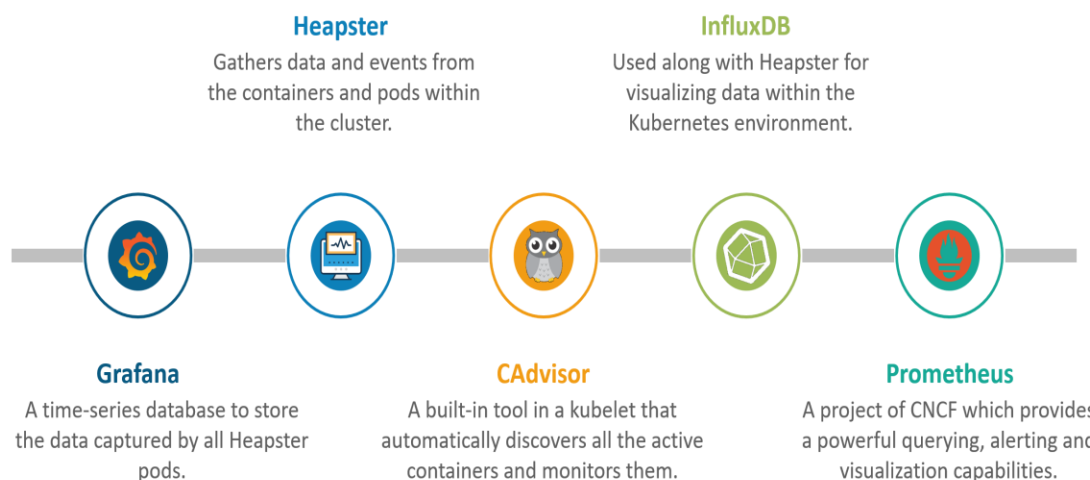 Heapster
Gathers data and events from
the containers and pods within
the cluster.
InfluxDB
Used along with Heapster for
visualizing data within the
Kubernetes environment.
Grafana
A time-series database to store
the data captured by all Heapster
pods.
CAdvisor
A built-in tool in a kubelet that
automatically discovers all the active
containers and monitors them.
Prometheus
A project of CNCF which provides
a powerful querying, alerting and
visualization capabilities.